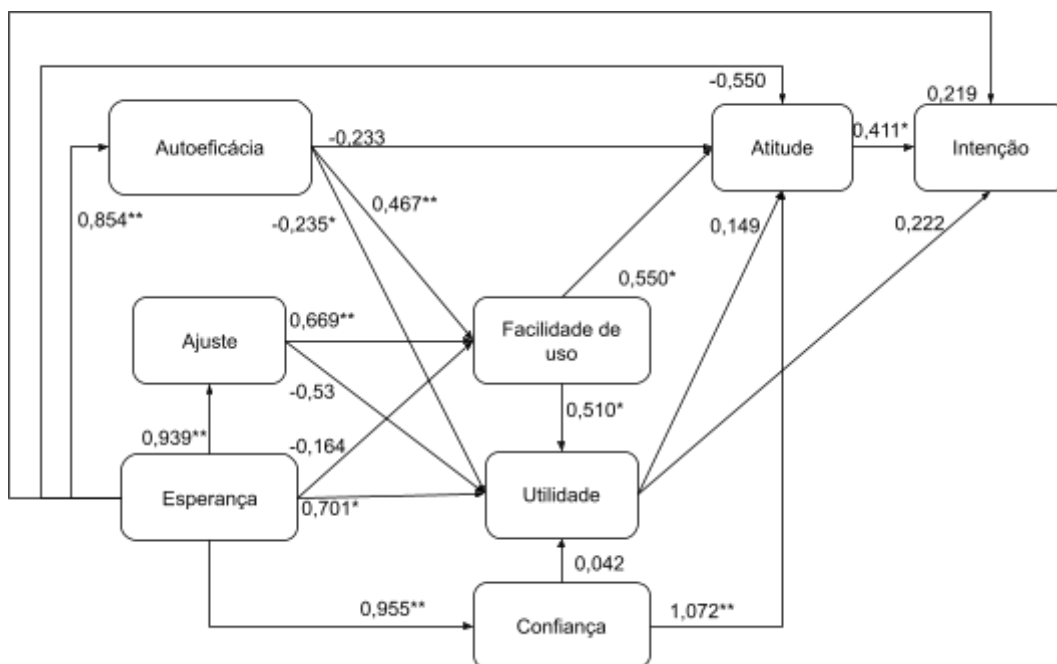 -0,550
0,219
Autoeficácia
-0,233
Atitude
0,411*
Intenção
0,854**
0,467**
-0,235*
0,149
0,222
0,550*
Ajuste
0,669**
Facilidade de
uso
-0,53
0,510*
0,939**
-0,164
Esperança
0,701*
Utilidade
0,042
0,955**
Confiança
1,072**